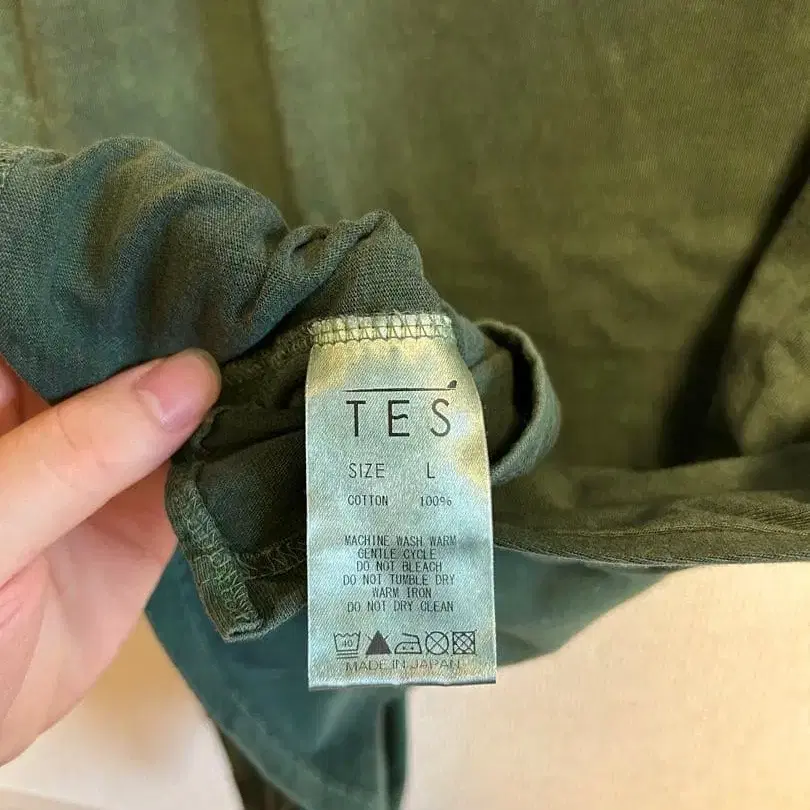 TES
SIZE L
COTTON 100%
MACHINE WASH WARM
GENTLE CYCLE
DO NOT BLEACH
DO NOT TUMBLE DRY
WARM IRON
DO NOT DRY CLEAN
40
MADE IN JAPAN